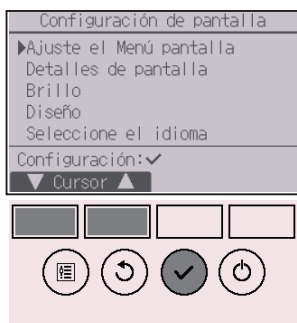 Configuración de pantalla
▶Ajuste el Menú pantalla
Detalles de pantalla
Brillo
Diseño
Seleccione el idioma
Configuración:✓
▼ Cursor ▲